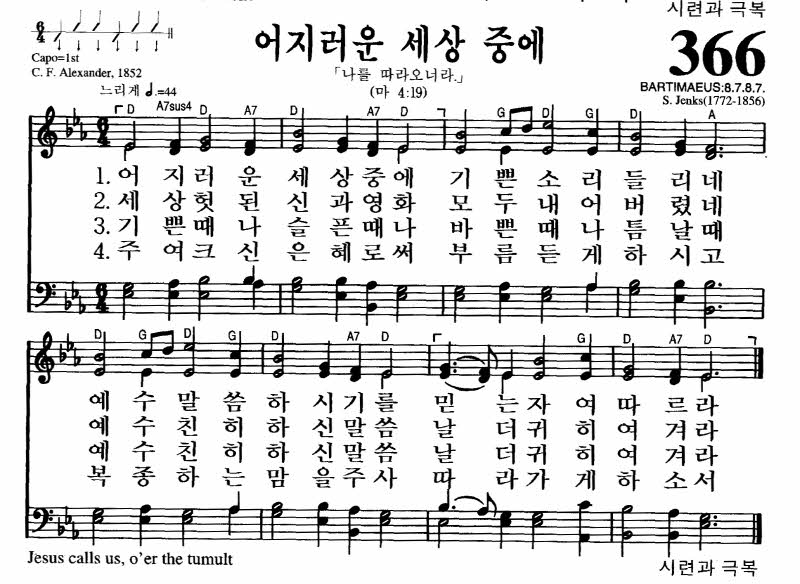 시련과 극복
6/4
어지러운 세상 중에
366
Capo=1st
C. F. Alexander, 1852
「나를 따라오너라.」
BARTIMAEUS:8.7.8.7.
느리게 ♩.=44
(마 4:19)
S. Jenks(1772-1856)
D A7sus4 D A7 D A7 D G D G D A
6/4
1. 어 지러 운 세 상중에 기 쁜소 리 들 리네
2. 세 상헛 된 신 과영화 모 두내 어 버 렸네
3. 기 쁜때 나 슬 픈때나 바 쁜때 나 틈 날때
4. 주 여크 신 은 혜로써 부 름듣 게 하 시고
6/4
D G D G D A7 D G D D A7 D
예 수말 씀 하 시기를 믿 는자 여 따 르라
예 수친 히 하 신말씀 날 더귀 히 여 겨라
예 수친 히 하 신말씀 날 더귀 히 여 겨라
복 종하 는 맘 을주사 따 라가 게 하 소서
Jesus calls us, o'er the tumult
시련과 극복